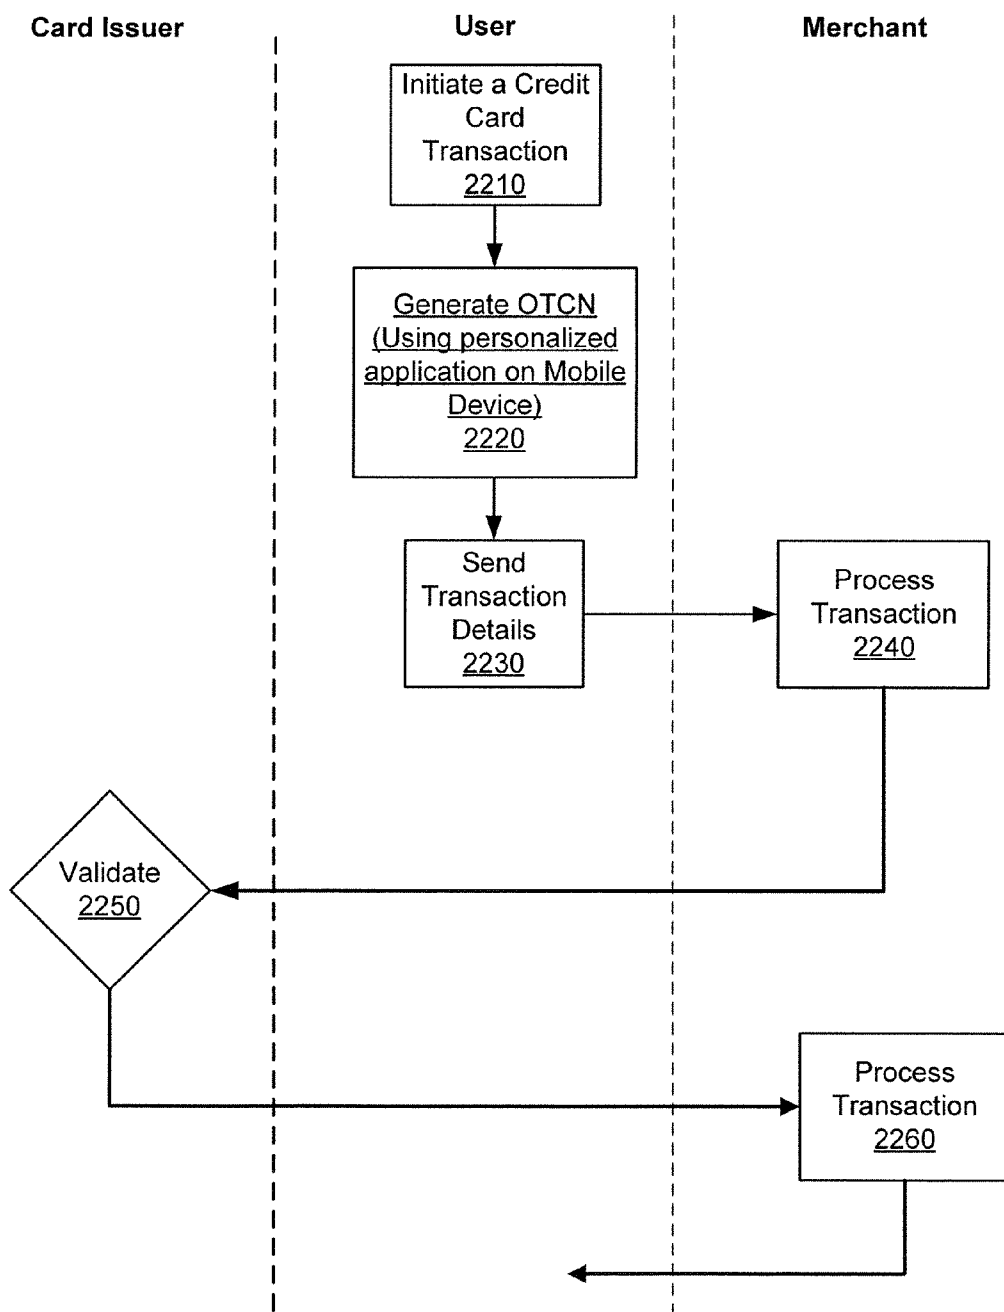 Card Issuer
User
Merchant
Initiate a Credit
Card
Transaction
2210
Generate OTCN
(Using personalized
application on Mobile
Device)
2220
Send
Transaction
Details
2230
Process
Transaction
2240
Validate
2250
Process
Transaction
2260